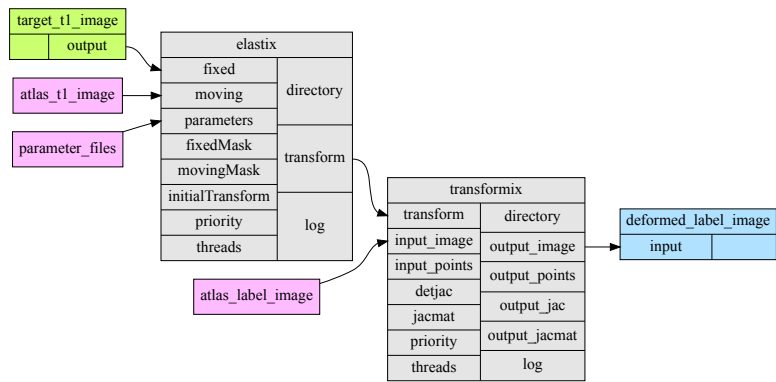 target_t1_image
output
atlas_t1_image
parameter_files
elastix
fixed
moving
parameters
fixedMask
movingMask
initialTransform
priority
threads
directory
transform
log
atlas_label_image
transformix
transform
input_image
input_points
detjac
jacmat
priority
threads
directory
output_image
output_points
output_jac
output_jacmat
log
deformed_label_image
input